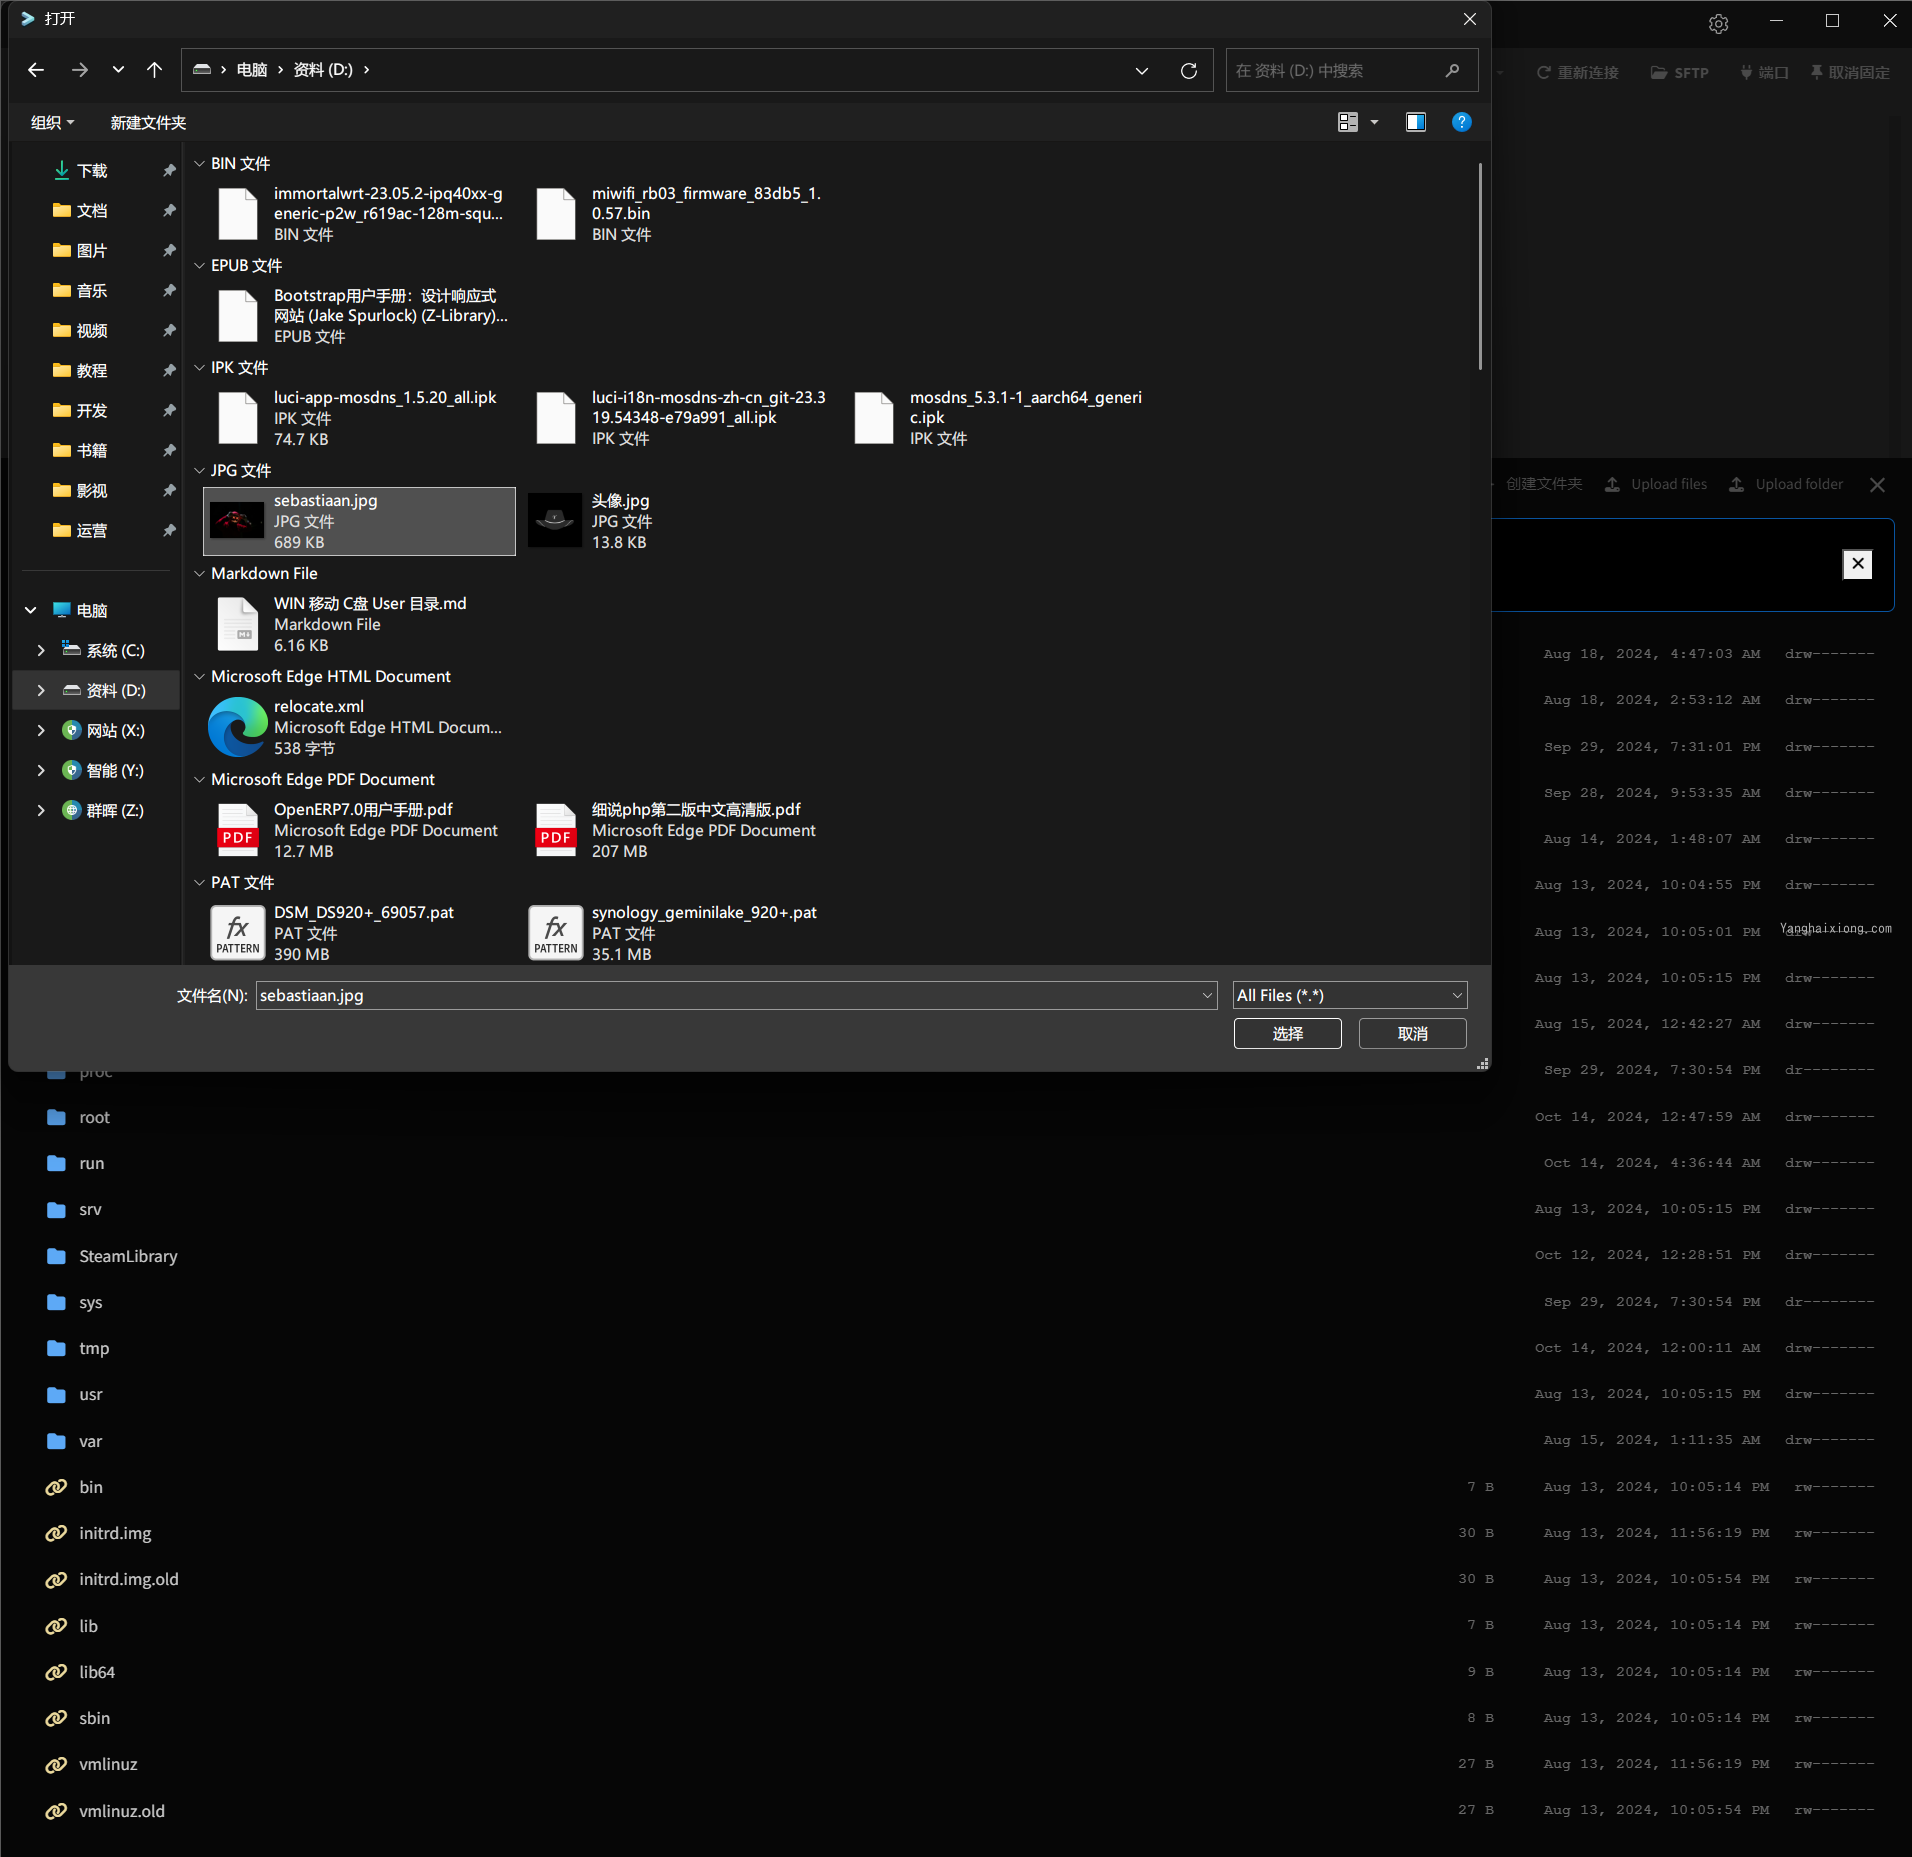 打开
电脑 › 资料 (D:) ›
在 资料 (D:) 中搜索
重新连接
SFTP
端口
取消固定
组织
新建文件夹
下载
文档
图片
音乐
视频
教程
开发
书籍
影视
运营
电脑
系统 (C:)
资料 (D:)
网站 (X:)
智能 (Y:)
群晖 (Z:)
BIN 文件
immortalwrt-23.05.2-ipq40xx-g
eneric-p2w_r619ac-128m-squ...
BIN 文件
miwifi_rb03_firmware_83db5_1.
0.57.bin
BIN 文件
EPUB 文件
Bootstrap用户手册：设计响应式
网站 (Jake Spurlock) (Z-Library)...
EPUB 文件
IPK 文件
luci-app-mosdns_1.5.20_all.ipk
IPK 文件
74.7 KB
luci-i18n-mosdns-zh-cn_git-23.3
19.54348-e79a991_all.ipk
IPK 文件
mosdns_5.3.1-1_aarch64_generi
c.ipk
IPK 文件
JPG 文件
sebastiaan.jpg
JPG 文件
689 KB
头像.jpg
JPG 文件
13.8 KB
Markdown File
WIN 移动 C盘 User 目录.md
Markdown File
6.16 KB
Microsoft Edge HTML Document
relocate.xml
Microsoft Edge HTML Docum...
538 字节
Microsoft Edge PDF Document
PDF
OpenERP7.0用户手册.pdf
Microsoft Edge PDF Document
12.7 MB
PDF
细说php第二版中文高清版.pdf
Microsoft Edge PDF Document
207 MB
PAT 文件
fx
PATTERN
DSM_DS920+_69057.pat
PAT 文件
390 MB
fx
PATTERN
synology_geminilake_920+.pat
PAT 文件
35.1 MB
文件名(N):
sebastiaan.jpg
All Files (*.*)
选择
取消
创建文件夹
Upload files
Upload folder
Aug 18, 2024, 4:47:03 AM drw-------
Aug 18, 2024, 2:53:12 AM drw-------
Sep 29, 2024, 7:31:01 PM drw-------
Sep 28, 2024, 9:53:35 AM drw-------
Aug 14, 2024, 1:48:07 AM drw-------
Aug 13, 2024, 10:04:55 PM drw-------
Aug 13, 2024, 10:05:01 PM drw-------
Yanghaixiong.com
Aug 13, 2024, 10:05:15 PM drw-------
Aug 15, 2024, 12:42:27 AM drw-------
proc Sep 29, 2024, 7:30:54 PM dr--------
root Oct 14, 2024, 12:47:59 AM drw-------
run Oct 14, 2024, 4:36:44 AM drw-------
srv Aug 13, 2024, 10:05:15 PM drw-------
SteamLibrary Oct 12, 2024, 12:28:51 PM drw-------
sys Sep 29, 2024, 7:30:54 PM dr--------
tmp Oct 14, 2024, 12:00:11 AM drw-------
usr Aug 13, 2024, 10:05:15 PM drw-------
var Aug 15, 2024, 1:11:35 AM drw-------
bin 7 B Aug 13, 2024, 10:05:14 PM rw-------
initrd.img 30 B Aug 13, 2024, 11:56:19 PM rw-------
initrd.img.old 30 B Aug 13, 2024, 10:05:54 PM rw-------
lib 7 B Aug 13, 2024, 10:05:14 PM rw-------
lib64 9 B Aug 13, 2024, 10:05:14 PM rw-------
sbin 8 B Aug 13, 2024, 10:05:14 PM rw-------
vmlinuz 27 B Aug 13, 2024, 11:56:19 PM rw-------
vmlinuz.old 27 B Aug 13, 2024, 10:05:54 PM rw-------